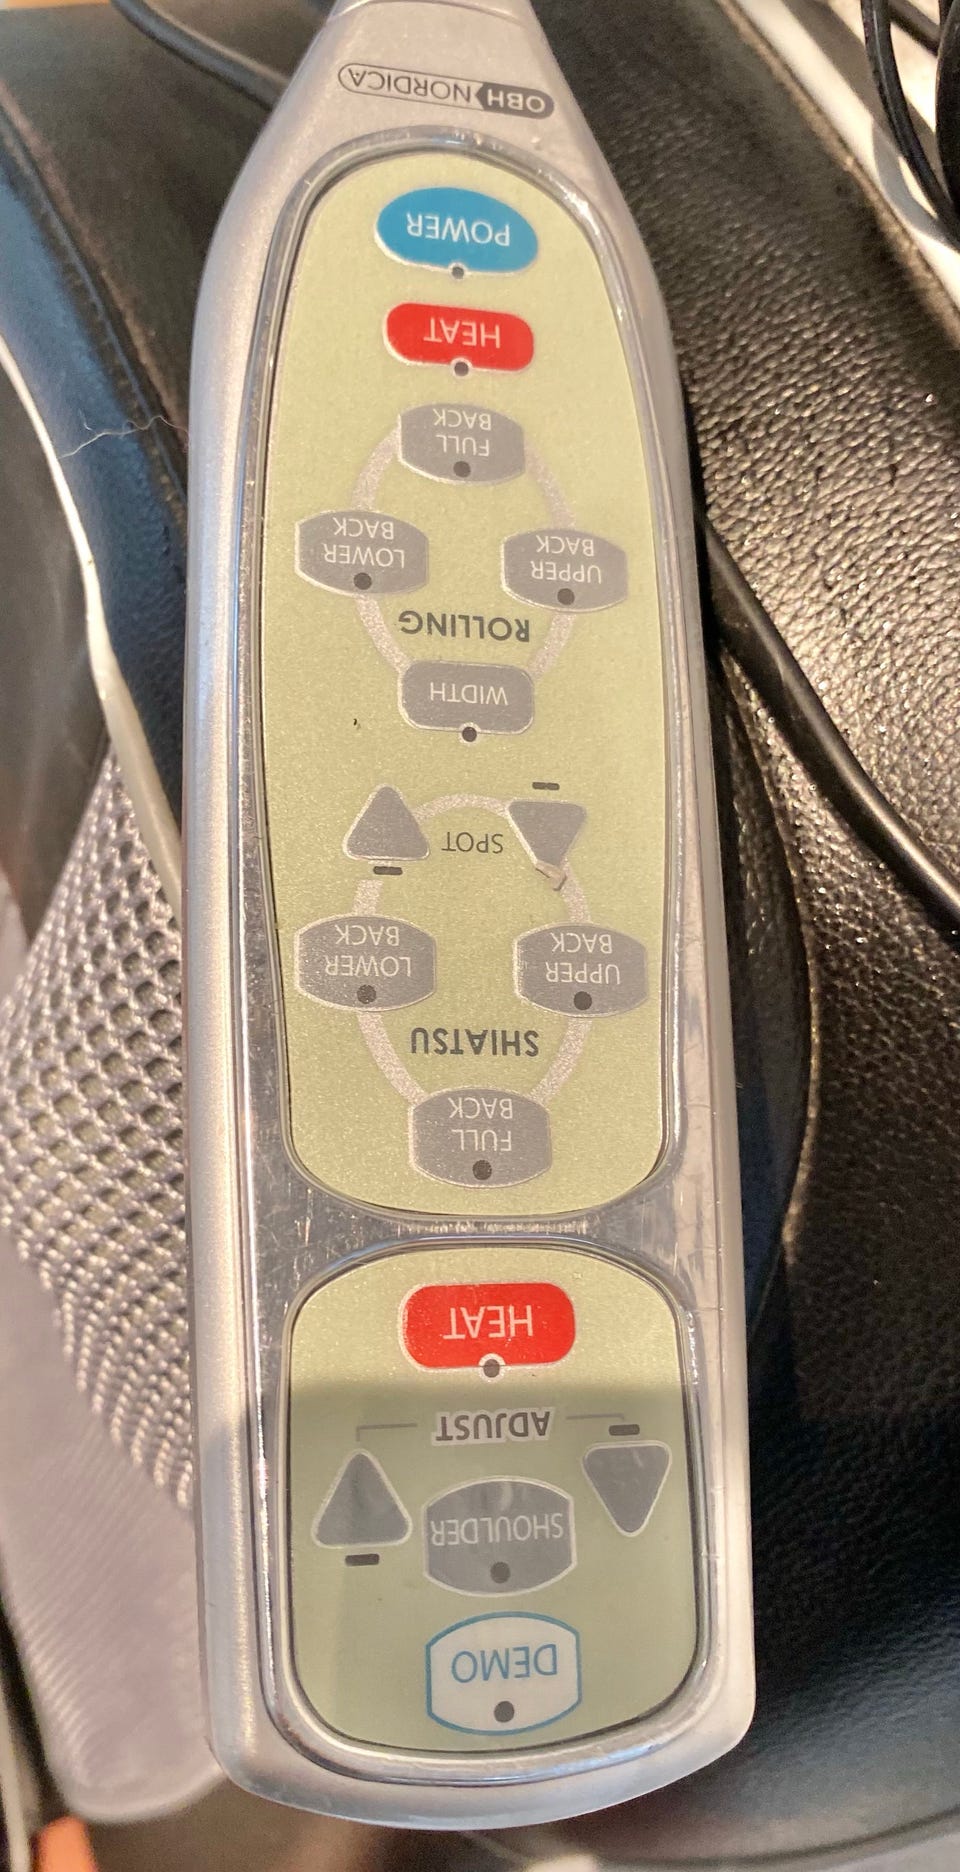 DEMO
SHOULDER
ADJUST
HEAT
FULL
BACK
SHIATSU
UPPER
BACK
LOWER
BACK
SPOT
WIDTH
ROLLING
UPPER
BACK
LOWER
BACK
FULL
BACK
HEAT
POWER
OBH NORDICA